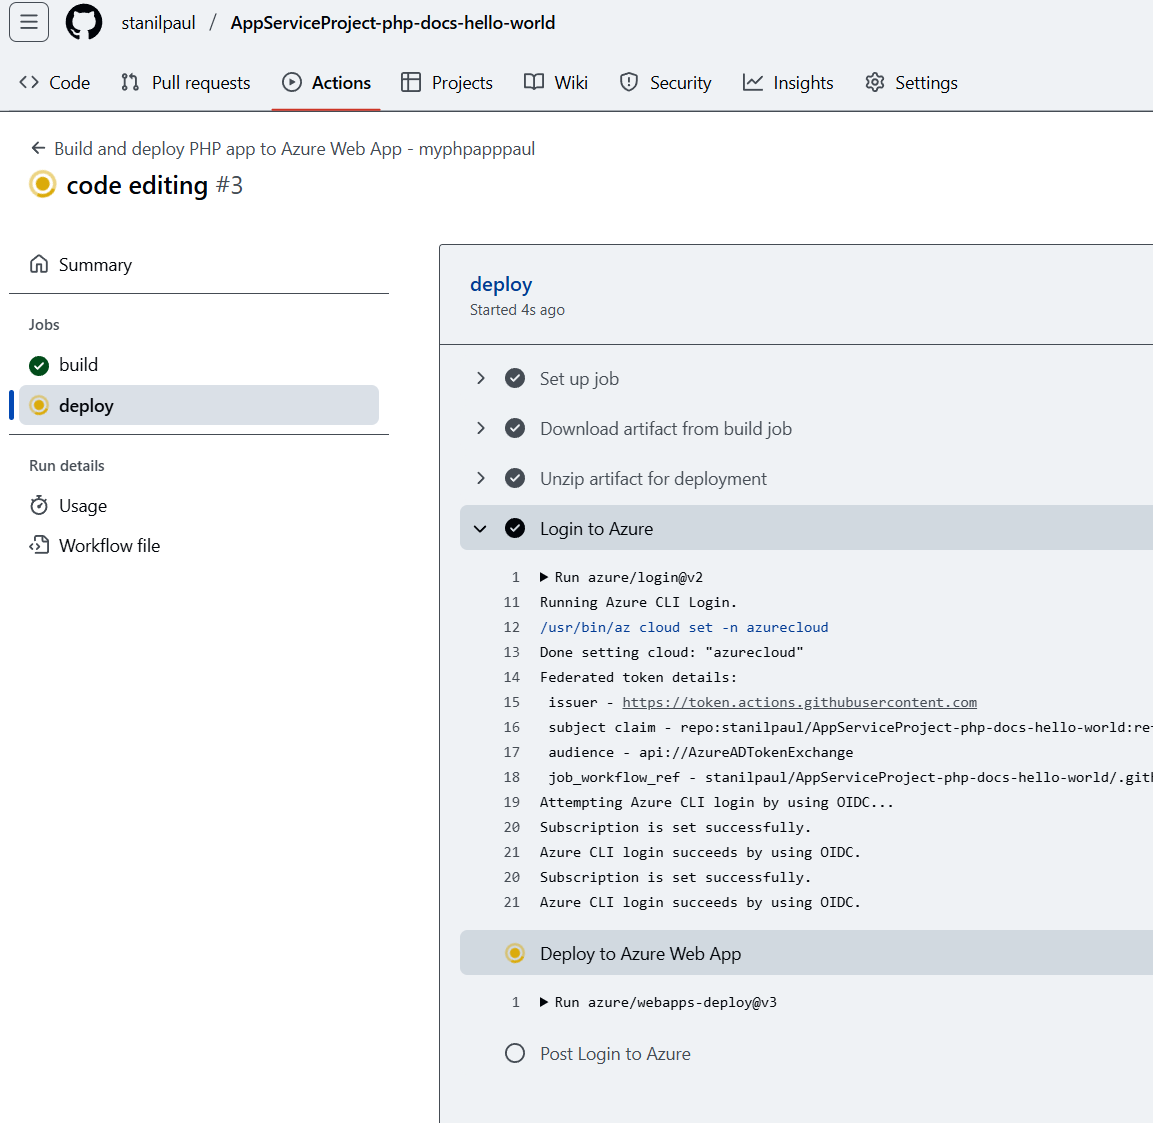 stanilpaul / AppServiceProject-php-docs-hello-world
Code Pull requests Actions Projects Wiki Security Insights Settings
Build and deploy PHP app to Azure Web App - myphpapppaul
code editing #3
Summary
Jobs
build
deploy
Run details
Usage
Workflow file
deploy
Started 4s ago
Set up job
Download artifact from build job
Unzip artifact for deployment
Login to Azure
1 Run azure/login@v2
11 Running Azure CLI Login.
12 /usr/bin/az cloud set -n azurecloud
13 Done setting cloud: "azurecloud"
14 Federated token details:
15 issuer - https://token.actions.githubusercontent.com
16 subject claim - repo:stanilpaul/AppServiceProject-php-docs-hello-world:re
17 audience - api://AzureADTokenExchange
18 job_workflow_ref - stanilpaul/AppServiceProject-php-docs-hello-world/.git
19 Attempting Azure CLI login by using OIDC...
20 Subscription is set successfully.
21 Azure CLI login succeeds by using OIDC.
20 Subscription is set successfully.
21 Azure CLI login succeeds by using OIDC.
Deploy to Azure Web App
1 Run azure/webapps-deploy@v3
Post Login to Azure